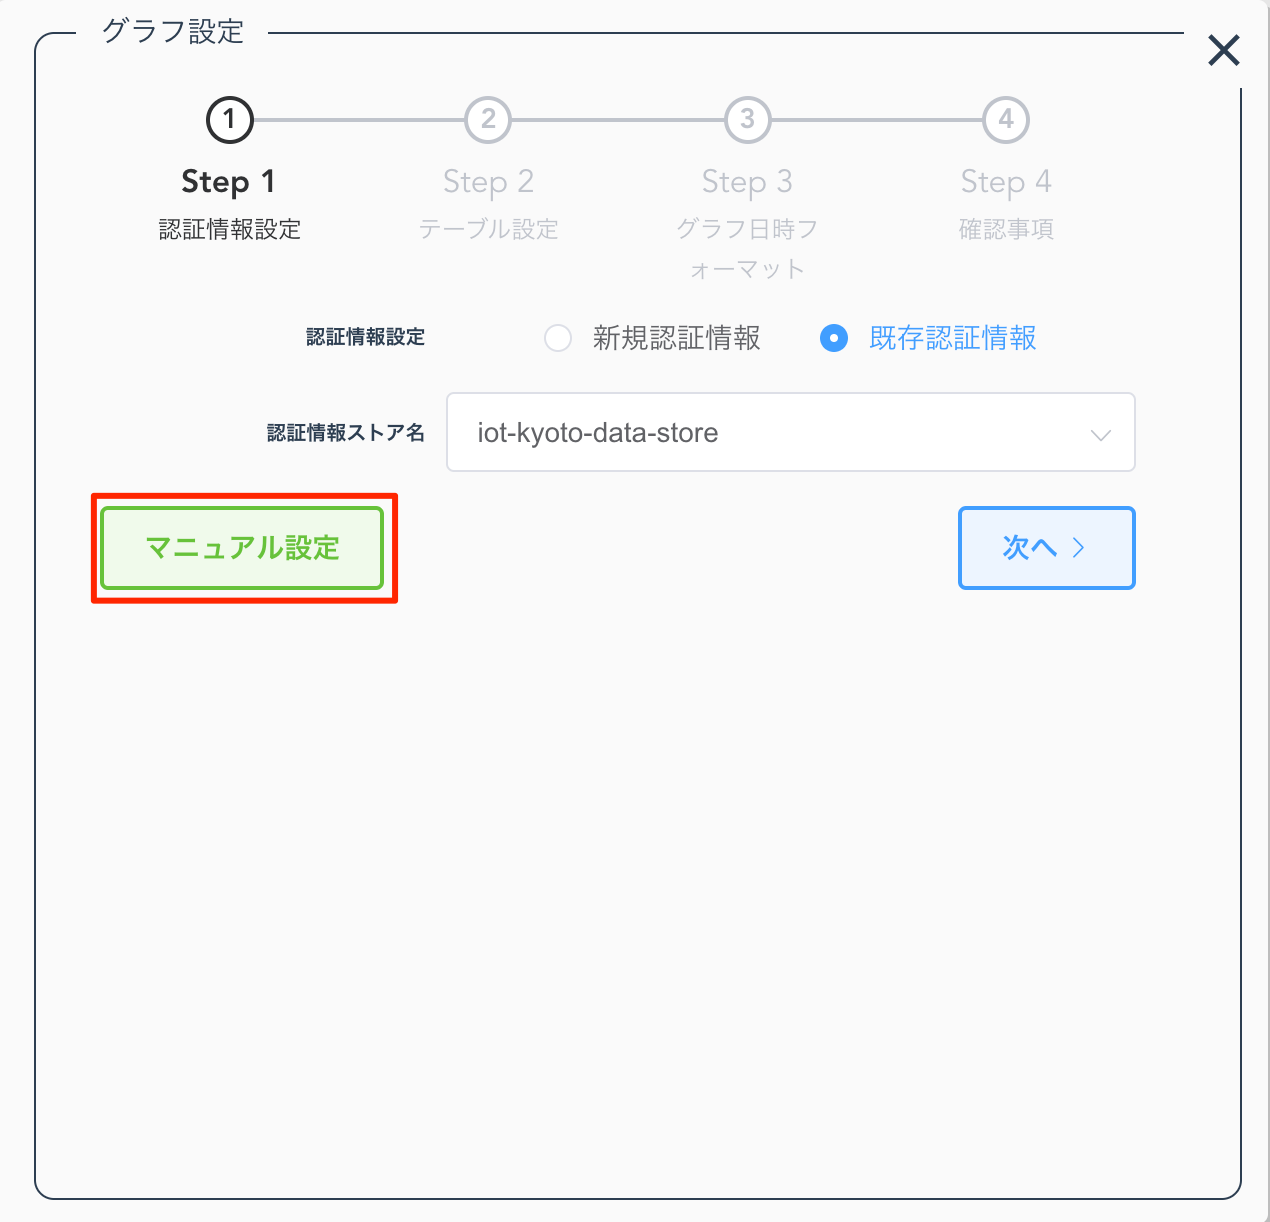 グラフ設定
1
2
3
4
Step 1
Step 2
Step 3
Step 4
認証情報設定
テーブル設定
グラフ日時フ
ォーマット
確認事項
認証情報設定
新規認証情報
既存認証情報
認証情報ストア名
iot-kyoto-data-store
マニュアル設定
次へ